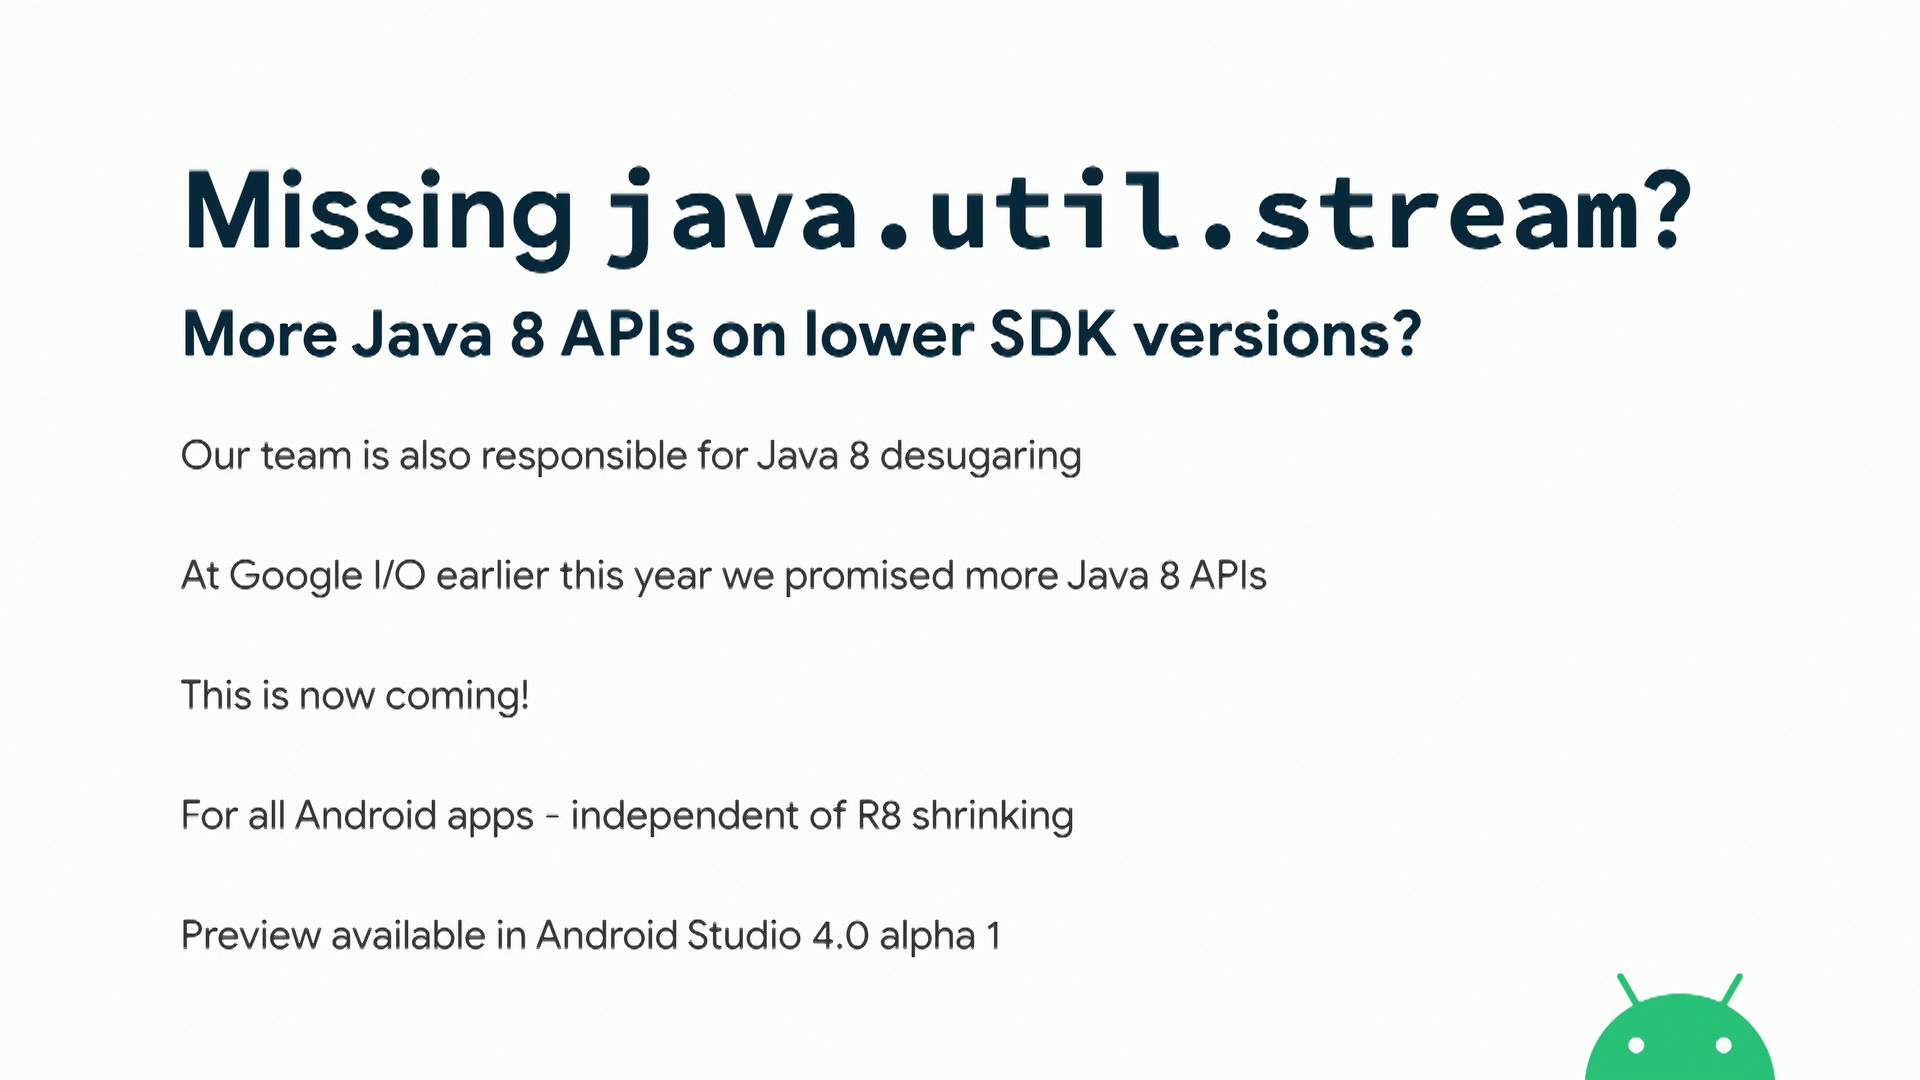 Missing java.util.stream?
More Java 8 APIs on lower SDK versions?
Our team is also responsible for Java 8 desugaring
At Google I/O earlier this year we promised more Java 8 APIs
This is now coming!
For all Android apps - independent of R8 shrinking
Preview available in Android Studio 4.0 alpha 1